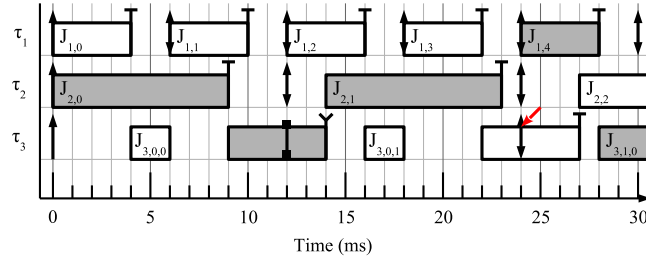 τ1 J1,0 J1,1 J1,2 J1,3 J1,4
τ2 J2,0 J2,1 J2,2
τ3 J3,0,0 J3,0,1 J3,1,0
0 5 10 15 20 25 30
Time (ms)